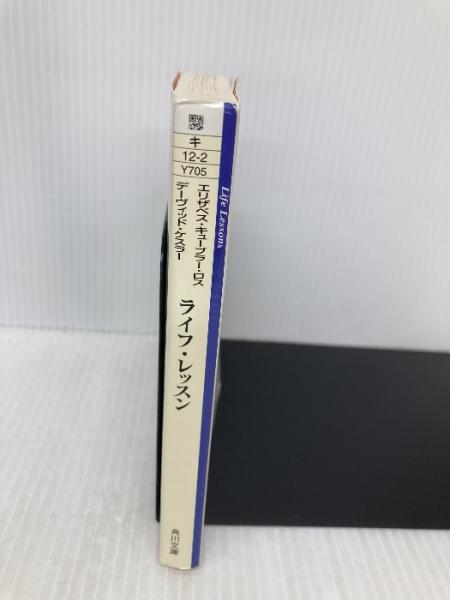 キ
12-2
Y705
エリザベス・キューブラー・ロス
デーヴィッド・ケスラー
ライフ・レッスン
角川文庫
Life Lessons